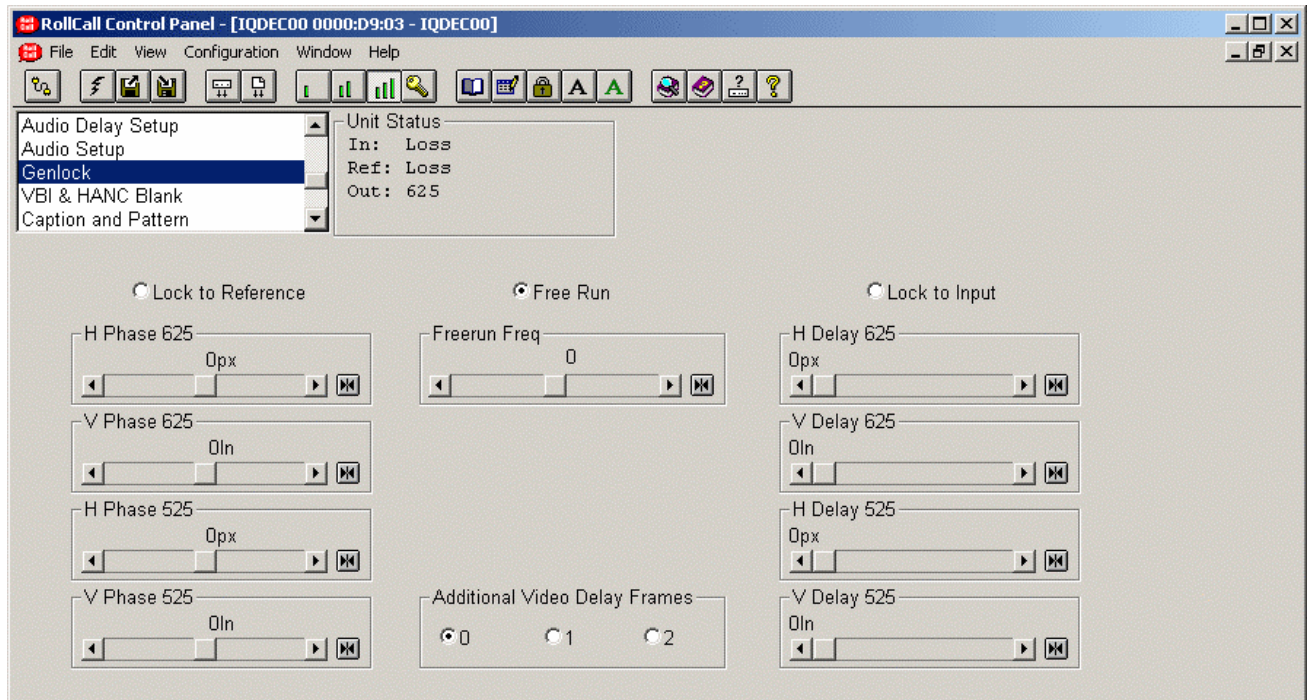 RollCall Control Panel - [IQDEC00 0000:D9:03 - IQDEC00]
File Edit View Configuration Window Help
A A
Audio Delay Setup
Audio Setup
Genlock
VBI & HANC Blank
Caption and Pattern
Unit Status
In: Loss
Ref: Loss
Out: 625
Lock to Reference
Free Run
Lock to Input
H Phase 625
0px
Freerun Freq
0
H Delay 625
0px
V Phase 625
0ln
V Delay 625
0ln
H Phase 525
0px
H Delay 525
0px
V Phase 525
0ln
Additional Video Delay Frames
0 1 2
V Delay 525
0ln